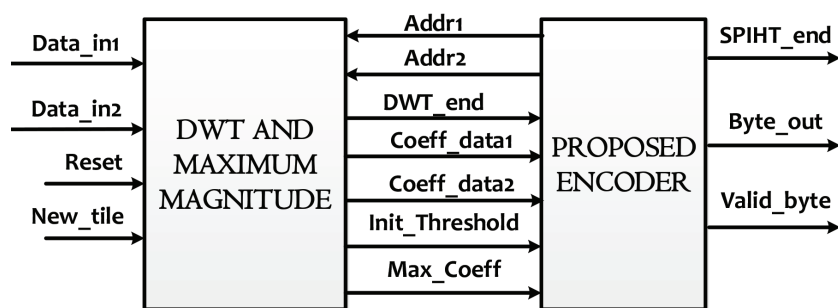 Data_in1
Data_in2
Reset
New_tile
DWT AND
MAXIMUM
MAGNITUDE
Addr1
Addr2
DWT_end
Coeff_data1
Coeff_data2
Init_Threshold
Max_Coeff
PROPOSED
ENCODER
SPIHT_end
Byte_out
Valid_byte